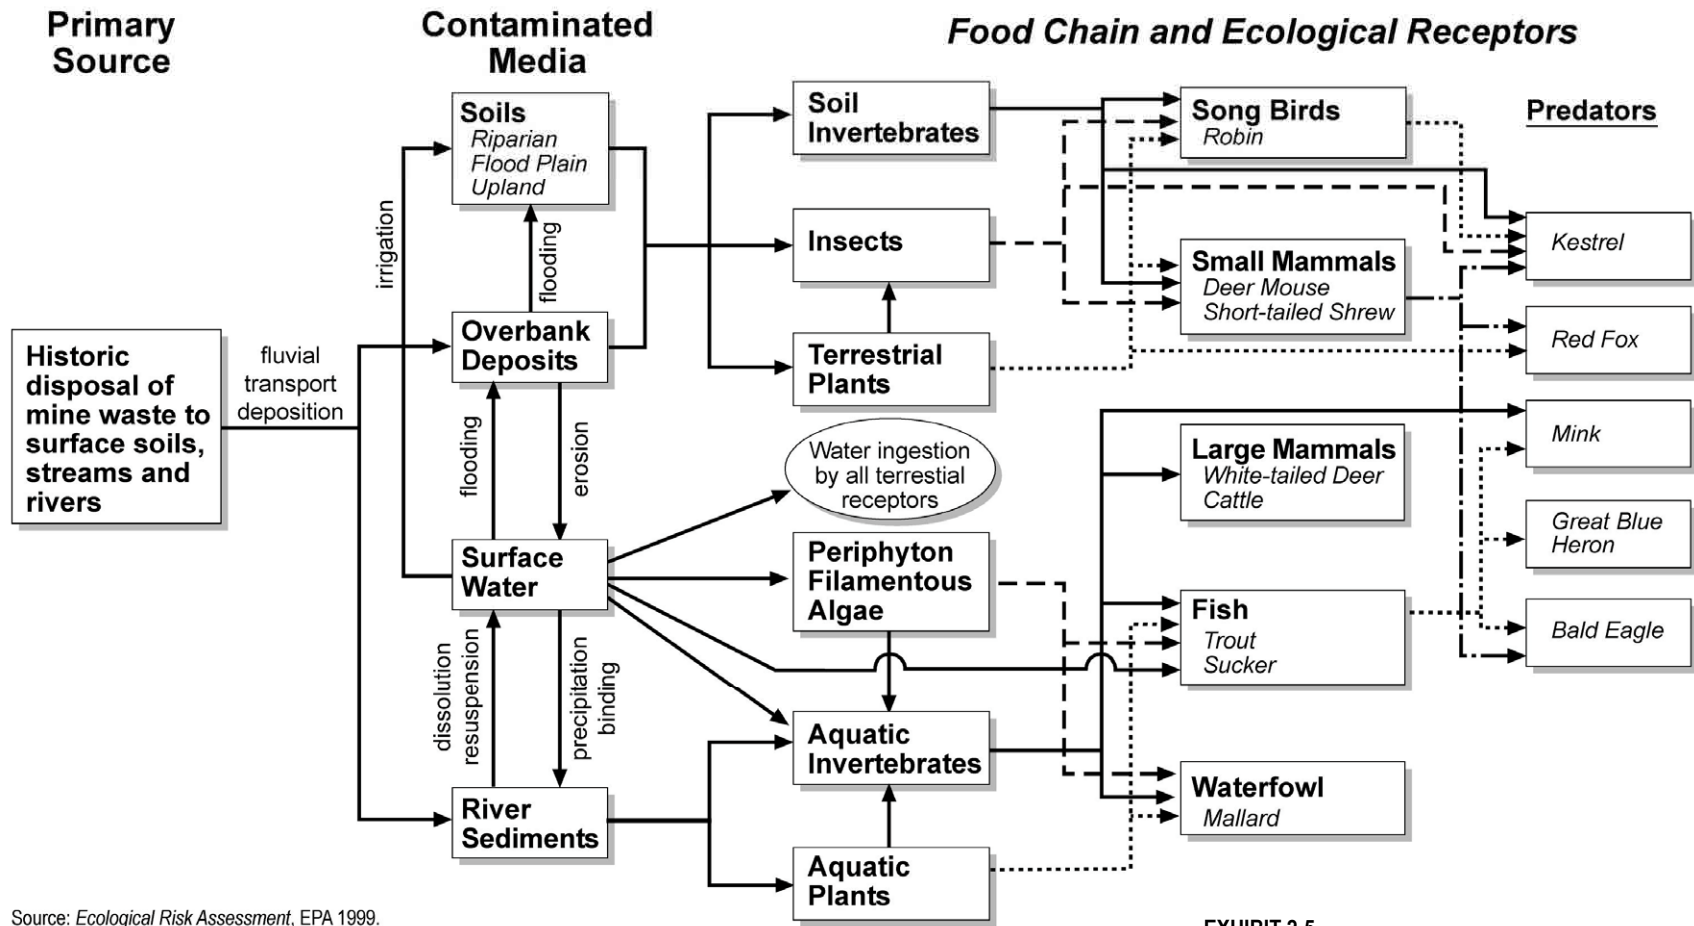 Primary
Source
Contaminated
Media
Food Chain and Ecological Receptors
Predators
Historic
disposal of
mine waste to
surface soils,
streams and
rivers
fluvial
transport
deposition
irrigation
Soils
Riparian
Flood Plain
Upland
flooding
Overbank
Deposits
flooding
erosion
Surface
Water
dissolution
resuspension
precipitation
binding
River
Sediments
Soil
Invertebrates
Insects
Terrestrial
Plants
Water ingestion
by all terrestial
receptors
Periphyton
Filamentous
Algae
Aquatic
Invertebrates
Aquatic
Plants
Song Birds
Robin
Small Mammals
Deer Mouse
Short-tailed Shrew
Large Mammals
White-tailed Deer
Cattle
Fish
Trout
Sucker
Waterfowl
Mallard
Kestrel
Red Fox
Mink
Great Blue
Heron
Bald Eagle
Source: Ecological Risk Assessment, EPA 1999.